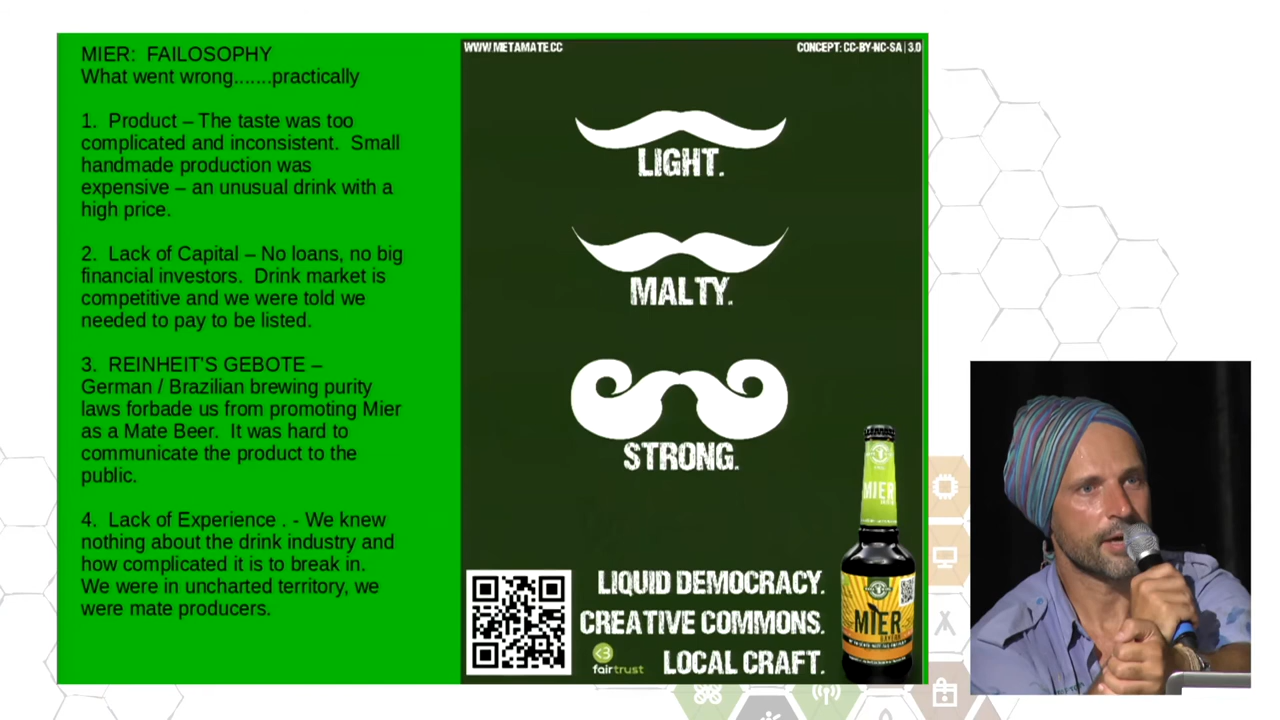 MIER: FAILOSOPHY
What went wrong.......practically
1. Product – The taste was too
complicated and inconsistent. Small
handmade production was
expensive – an unusual drink with a
high price.
2. Lack of Capital – No loans, no big
financial investors. Drink market is
competitive and we were told we
needed to pay to be listed.
3. REINHEIT'S GEBOTE –
German / Brazilian brewing purity
laws forbade us from promoting Mier
as a Mate Beer. It was hard to
communicate the product to the
public.
4. Lack of Experience . - We knew
nothing about the drink industry and
how complicated it is to break in.
We were in uncharted territory, we
were mate producers.
WWW.METAMATE.CC
CONCEPT: CC-BY-NC-SA | 3.0
LIGHT.
MALTY.
STRONG.
LIQUID DEMOCRACY.
CREATIVE COMMONS.
LOCAL CRAFT.
<3
fairtrust
MIER
MIER